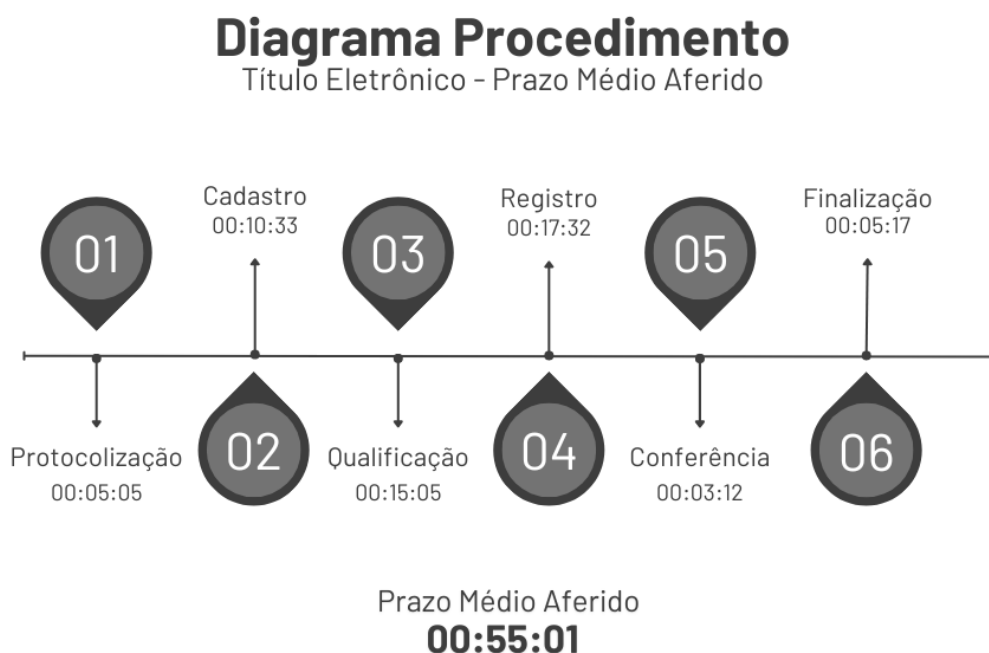 Diagrama Procedimento
Título Eletrônico - Prazo Médio Aferido
01
Protocolização
00:05:05
Cadastro
00:10:33
02
03
Qualificação
00:15:05
Registro
00:17:32
04
05
Conferência
00:03:12
Finalização
00:05:17
06
Prazo Médio Aferido
00:55:01